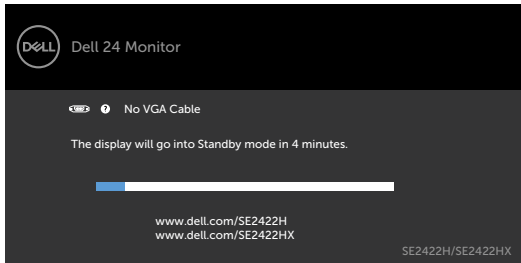 DELL
Dell 24 Monitor
? No VGA Cable
The display will go into Standby mode in 4 minutes.
www.dell.com/SE2422H
www.dell.com/SE2422HX
SE2422H/SE2422HX